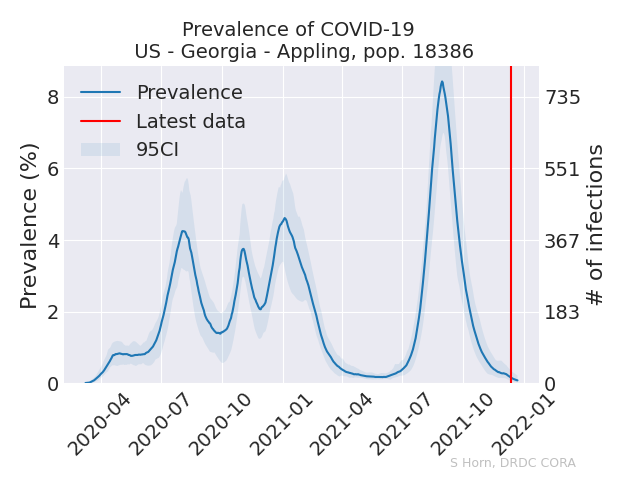 Prevalence of COVID-19
US - Georgia - Appling, pop. 18386
Prevalence
Latest data
95CI
Prevalence (%)
8
6
4
2
0
735
551
367
183
0
# of infections
2020-04
2020-07
2020-10
2021-01
2021-04
2021-07
2021-10
2022-01
S Horn, DRDC CORA